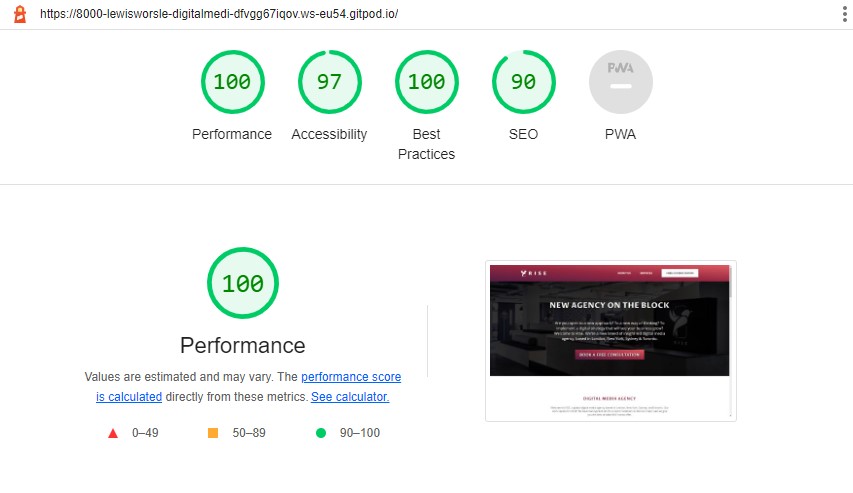 https://8000-lewisworsle-digitalmedi-dfvgg67iqov.ws-eu54.gitpod.io/
100
97
100
90
PWA
Performance
Accessibility
Best
Practices
SEO
PWA
100
Performance
Values are estimated and may vary. The performance score
is calculated directly from these metrics. See calculator.
0–49
50–89
90–100
RISE
NEW AGENCY ON THE BLOCK
BOOK A FREE CONSULTATION
DIGITAL MEDIA AGENCY